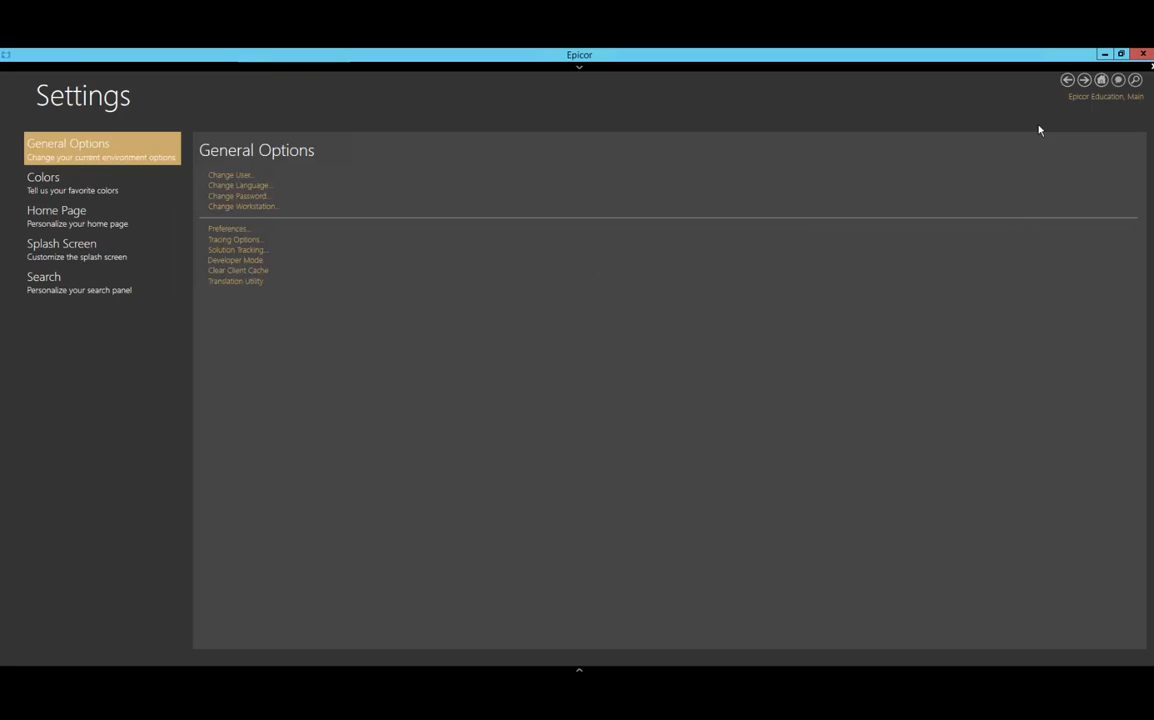 Epicor
Settings
Epicor Education, Main
General Options
Change your current environment options
Colors
Tell us your favorite colors
Home Page
Personalize your home page
Splash Screen
Customize the splash screen
Search
Personalize your search panel
General Options
Change User...
Change Language...
Change Password...
Change Workstation...
Preferences...
Tracing Options...
Solution Tracking...
Developer Mode
Clear Client Cache
Translation Utility